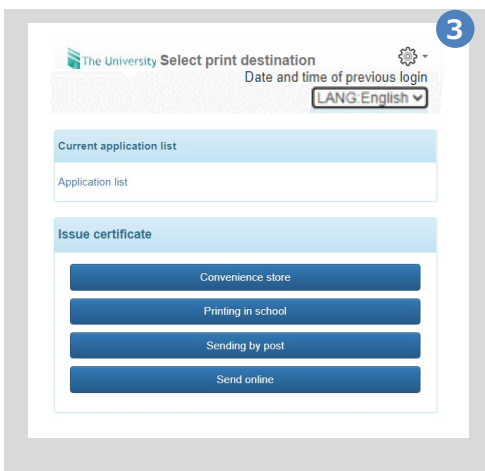 3
The University Select print destination
Date and time of previous login
LANG:English
Current application list
Application list
Issue certificate
Convenience store
Printing in school
Sending by post
Send online